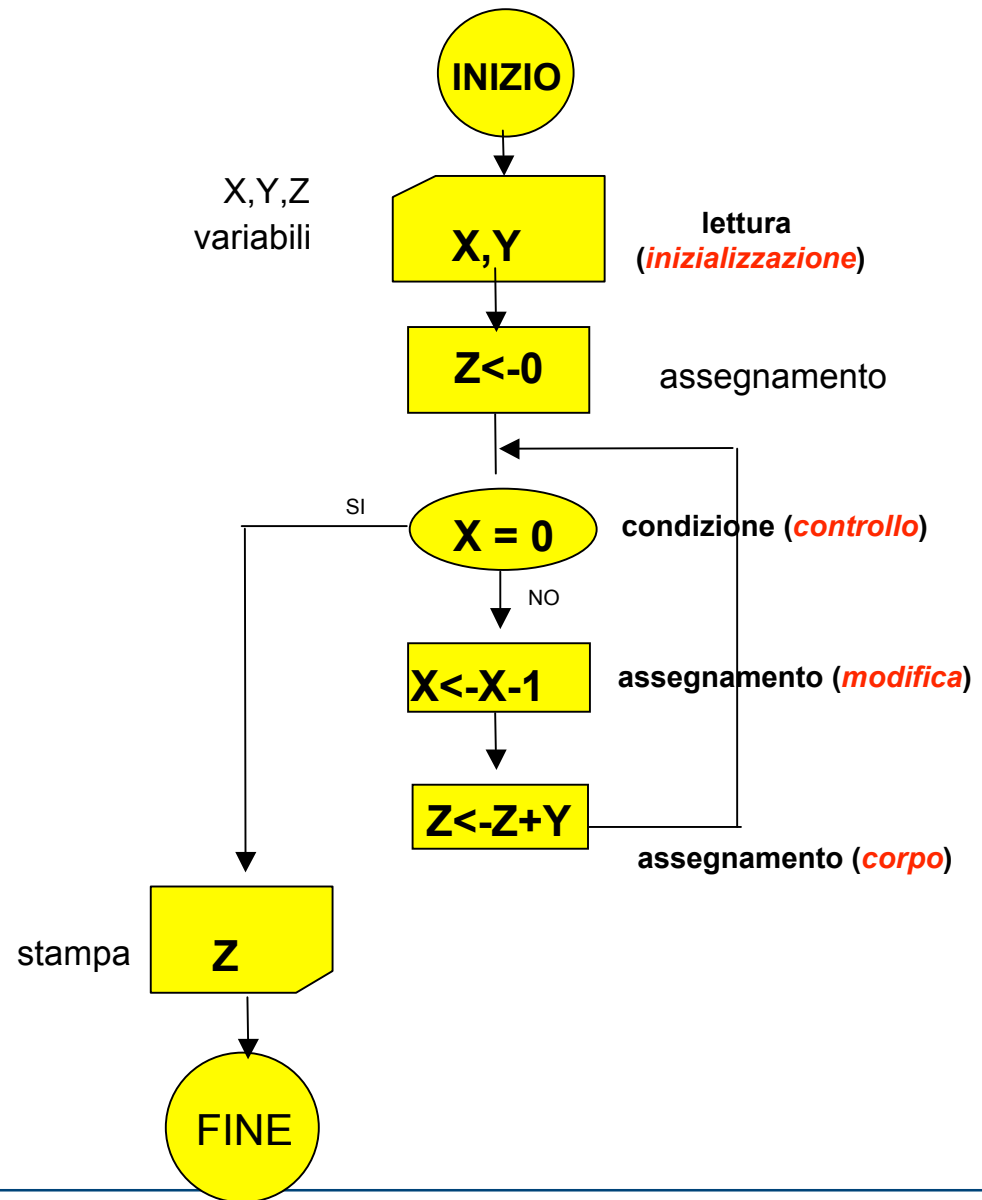 INIZIO
X,Y,Z
variabili
X,Y
lettura
(inizializzazione)
Z<-0
assegnamento
SI
X = 0
condizione (controllo)
NO
X<-X-1
assegnamento (modifica)
Z<-Z+Y
assegnamento (corpo)
stampa
Z
FINE